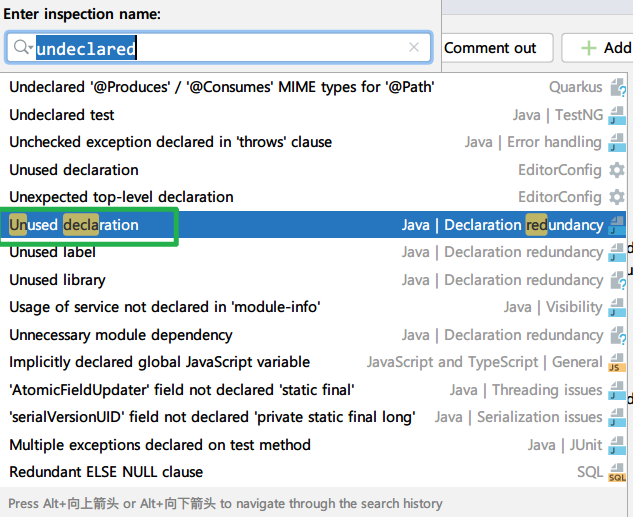 Enter inspection name:
undeclared
Comment out
Add
Undeclared '@Produces' / '@Consumes' MIME types for '@Path' Quarkus
Undeclared test Java | TestNG
Unchecked exception declared in 'throws' clause Java | Error handling
Unused declaration EditorConfig
Unexpected top-level declaration EditorConfig
Unused declaration Java | Declaration redundancy
Unused label Java | Declaration redundancy
Unused library Java | Declaration redundancy
Usage of service not declared in 'module-info' Java | Visibility
Unnecessary module dependency Java | Declaration redundancy
Implicitly declared global JavaScript variable JavaScript and TypeScript | General
'AtomicFieldUpdater' field not declared 'static final' Java | Threading issues
'serialVersionUID' field not declared 'private static final long' Java | Serialization issues
Multiple exceptions declared on test method Java | JUnit
Redundant ELSE NULL clause SQL
Press Alt+向上箭头 or Alt+向下箭头 to navigate through the search history